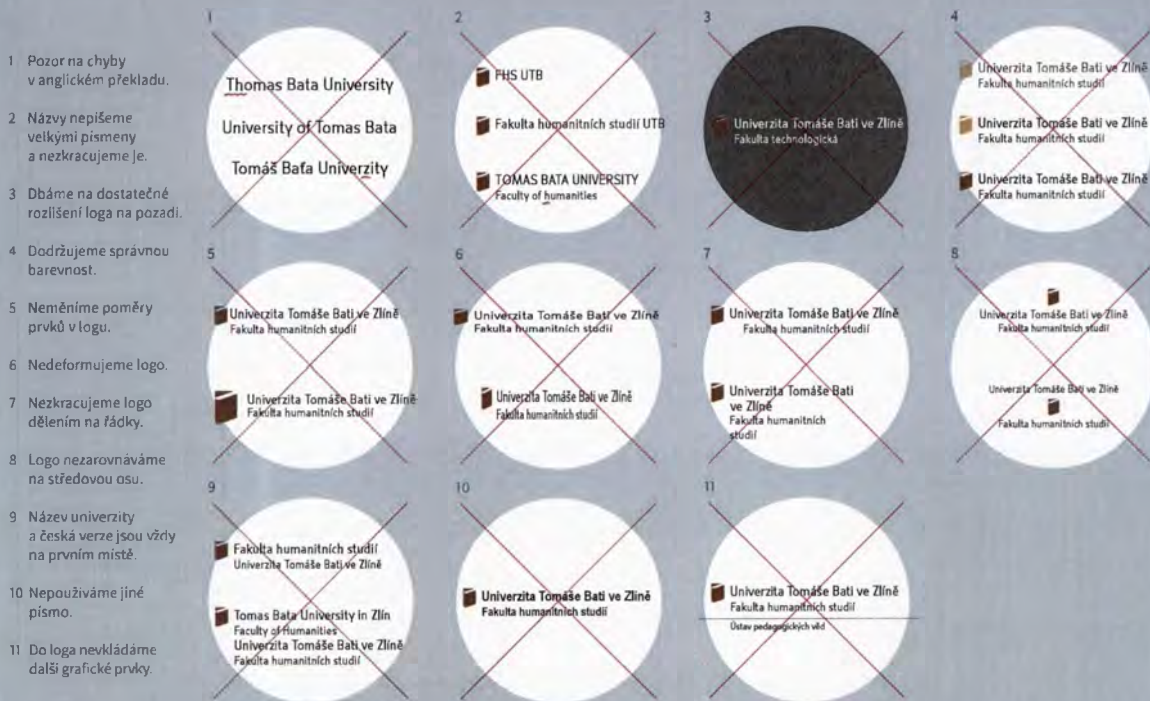 1 Pozor na chyby
v anglickém překladu.
2 Názvy nepíšeme
velkými písmeny
a nezkracujeme je.
3 Dbáme na dostatečné
rozlišení loga na pozadí.
4 Dodržujeme správnou
barevnost.
5 Neměníme poměry
prvků v logu.
6 Nedeformujeme logo.
7 Nezkracujeme logo
dělením na řádky.
8 Logo nezarovnáváme
na středovou osu.
9 Název univerzity
a česká verze jsou vždy
na prvním místě.
10 Nepoužíváme jiné
písmo.
11 Do loga nevkládáme
další grafické prvky.
1
Thomas Bata University
University of Tomas Bata
Tomáš Baťa Univerzity
2
FHS UTB
Fakulta humanitních studií UTB
TOMAS BATA UNIVERSITY
Faculty of humanities
3
Univerzita Tomáše Bati ve Zlíně
Fakulta technologická
4
Univerzita Tomáše Bati ve Zlíně
Fakulta humanitních studií
Univerzita Tomáše Bati ve Zlíně
Fakulta humanitních studií
Univerzita Tomáše Bati ve Zlíně
Fakulta humanitních studií
5
Univerzita Tomáše Bati ve Zlíně
Fakulta humanitních studií
Univerzita Tomáše Bati ve Zlíně
Fakulta humanitních studií
6
Univerzita Tomáše Bati ve Zlíně
Fakulta humanitních studií
Univerzita Tomáše Bati ve Zlíně
Fakulta humanitních studií
7
Univerzita Tomáše Bati ve Zlíně
Fakulta humanitních studií
Univerzita Tomáše Bati
ve Zlíně
Fakulta humanitních
studií
8
Univerzita Tomáše Bati ve Zlíně
Fakulta humanitních studií
Univerzita Tomáše Bati ve Zlíně
Fakulta humanitních studií
9
Fakulta humanitních studií
Univerzita Tomáše Bati ve Zlíně
Tomas Bata University in Zlín
Faculty of Humanities
Univerzita Tomáše Bati ve Zlíně
Fakulta humanitních studií
10
Univerzita Tomáše Bati ve Zlíně
Fakulta humanitních studií
11
Univerzita Tomáše Bati ve Zlíně
Fakulta humanitních studií
Ústav pedagogických věd